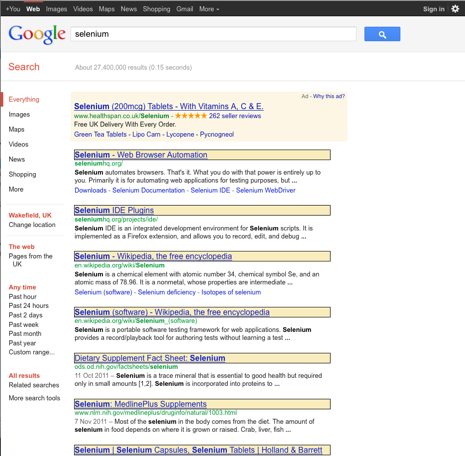 +You Web Images Videos Maps News Shopping Gmail More Sign in
Google
selenium
Search
About 27,400,000 results (0.15 seconds)
Everything
Images
Maps
Videos
News
Shopping
More
Wakefield, UK
Change location
The web
Pages from the
UK
Any time
Past hour
Past 24 hours
Past 2 days
Past week
Past month
Past year
Custom range...
All results
Related searches
More search tools
Ad - Why this ad?
Selenium (200mcg) Tablets - With Vitamins A, C & E.
www.healthspan.co.uk/Selenium - ★★★★★ 262 seller reviews
Free UK Delivery With Every Order.
Green Tea Tablets - Lipo Carn - Lycopene - Pycnogneol
Selenium - Web Browser Automation
seleniumhq.org/
Selenium automates browsers. That's it. What you do with that power is entirely up to
you. Primarily it is for automating web applications for testing purposes, but ...
Downloads - Selenium Documentation - Selenium IDE - Selenium WebDriver
Selenium IDE Plugins
seleniumhq.org/projects/ide/
Selenium IDE is an integrated development environment for Selenium scripts. It is
implemented as a Firefox extension, and allows you to record, edit, and debug ...
Selenium - Wikipedia, the free encyclopedia
en.wikipedia.org/wiki/Selenium
Selenium is a chemical element with atomic number 34, chemical symbol Se, and an
atomic mass of 78.96. It is a nonmetal, whose properties are intermediate ...
Selenium (software) - Selenium deficiency - Isotopes of selenium
Selenium (software) - Wikipedia, the free encyclopedia
en.wikipedia.org/wiki/Selenium_(software)
Selenium is a portable software testing framework for web applications. Selenium
provides a record/playback tool for authoring tests without learning a test ...
Dietary Supplement Fact Sheet: Selenium
ods.od.nih.gov/factsheets/selenium
11 Oct 2011 – Selenium is a trace mineral that is essential to good health but required
only in small amounts [1,2]. Selenium is incorporated into proteins to ...
Selenium: MedlinePlus Supplements
www.nlm.nih.gov/medlineplus/druginfo/natural/1003.html
7 Nov 2011 – Most of the selenium in the body comes from the diet. The amount of
selenium in food depends on where it is grown or raised. Crab, liver, fish ...
Selenium | Selenium Capsules, Selenium Tablets | Holland & Barrett